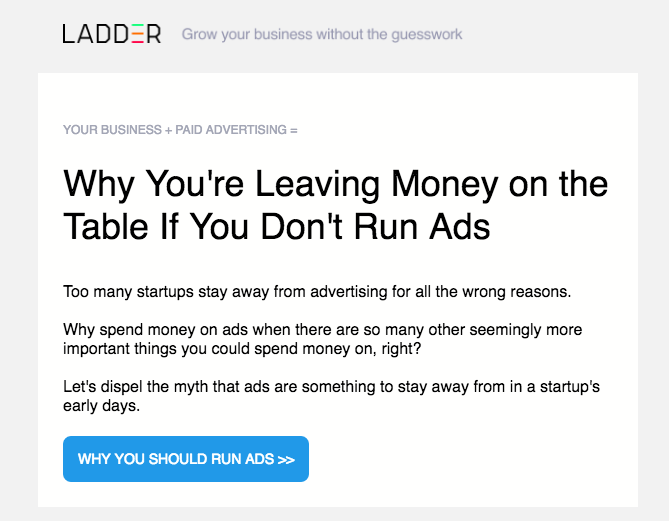 LADDER Grow your business without the guesswork
YOUR BUSINESS + PAID ADVERTISING =
Why You're Leaving Money on the
Table If You Don't Run Ads
Too many startups stay away from advertising for all the wrong reasons.
Why spend money on ads when there are so many other seemingly more
important things you could spend money on, right?
Let's dispel the myth that ads are something to stay away from in a startup's
early days.
WHY YOU SHOULD RUN ADS >>